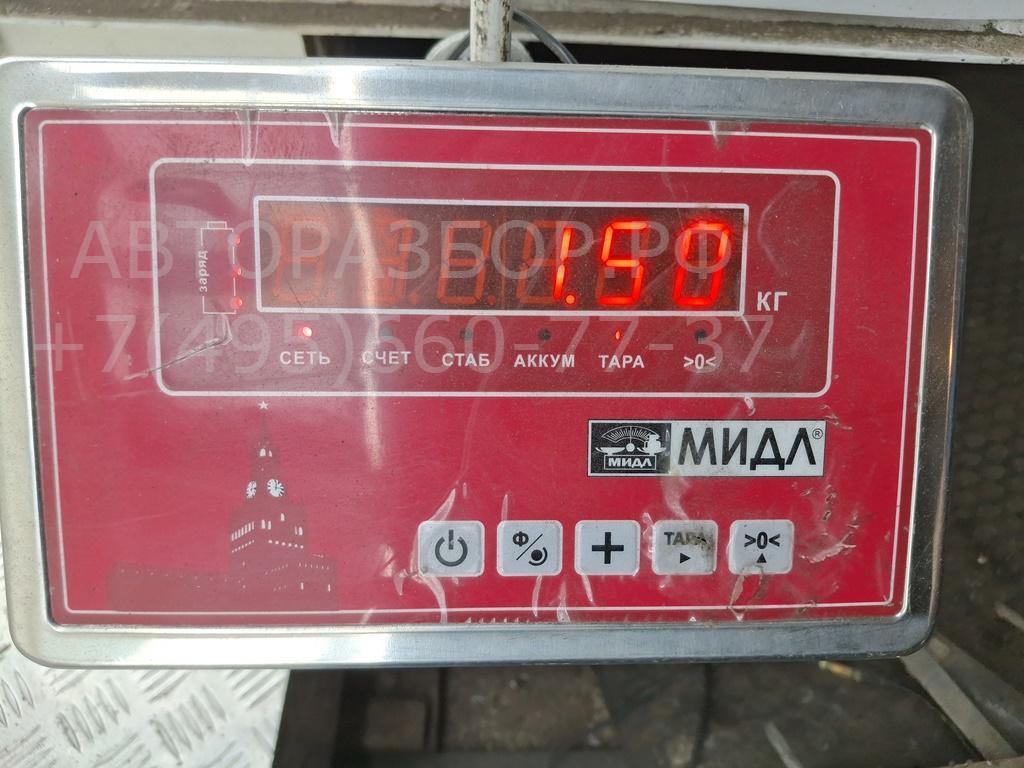 АВТОРАЗБОР.РФ
+7(495)660-77-37
заряд
1.50
КГ
СЕТЬ СЧЕТ СТАБ АККУМ ТАРА >0<
МИДЛ МИДЛ®
Ф ТАРА >0<